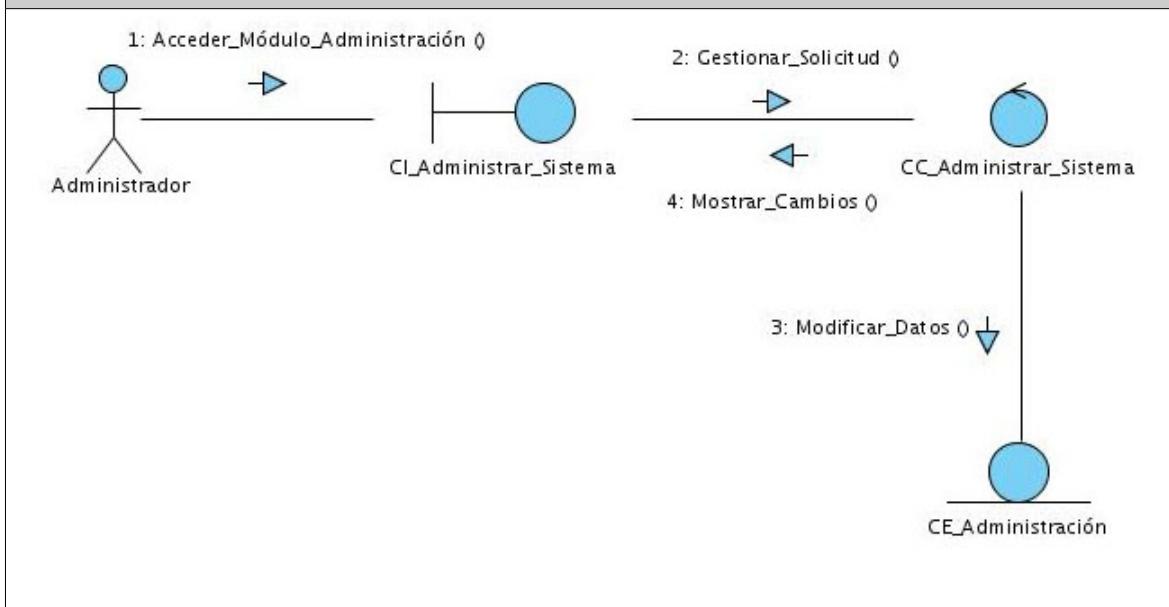 1: Acceder_Módulo_Administración ()
2: Gestionar_Solicitud ()
Administrador
CI_Administrar_Sistema
CC_Administrar_Sistema
4: Mostrar_Cambios ()
3: Modificar_Datos ()
CE_Administración